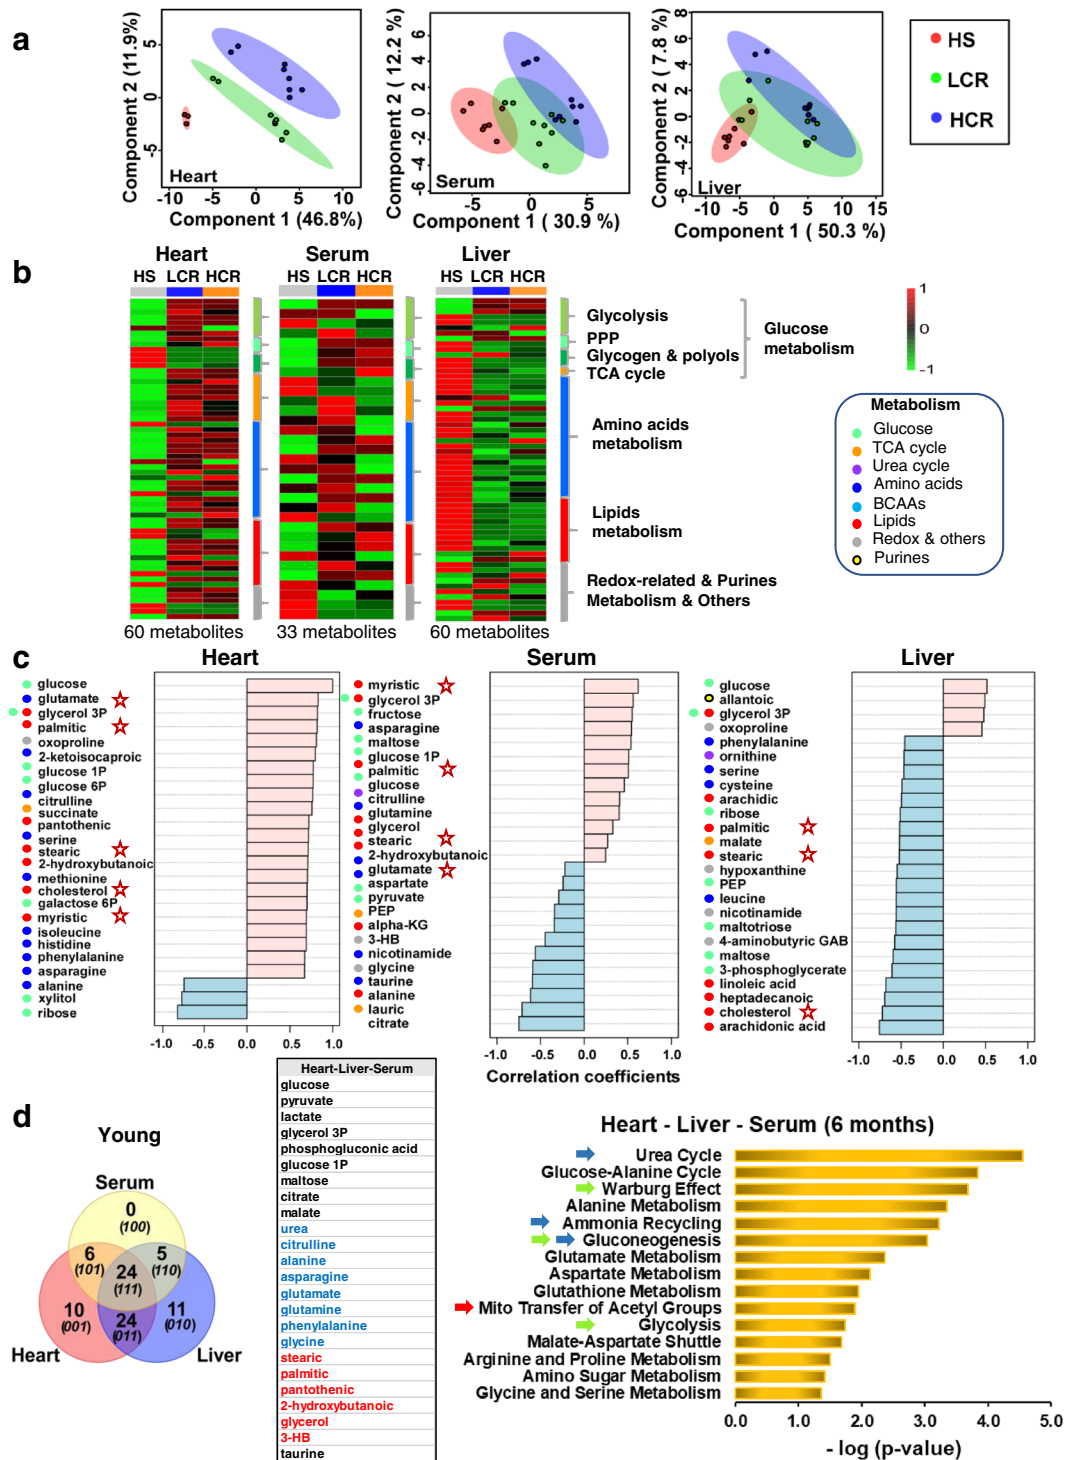 a
Component 2 (11.9%)
5
0
-5
Heart
-10
-5
0
5
10
Component 1 (46.8%)
Component 2 (12.2 %)
6
4
2
0
-2
-4
-6
Serum
-5
0
5
Component 1 ( 30.9 %)
Component 2 ( 7.8 %)
8
6
4
2
0
-2
-4
-6
Liver
-10
-5
0
5
10
15
Component 1 ( 50.3 %)
HS
LCR
HCR
b
Heart
HS LCR HCR
60 metabolites
Serum
HS LCR HCR
33 metabolites
Liver
HS LCR HCR
60 metabolites
Glycolysis
PPP
Glycogen & polyols
TCA cycle
Glucose
metabolism
Amino acids
metabolism
Lipids
metabolism
Redox-related & Purines
Metabolism & Others
1
0
-1
Metabolism
Glucose
TCA cycle
Urea cycle
Amino acids
BCAAs
Lipids
Redox & others
Purines
c
Heart
glucose
glutamate
glycerol 3P
palmitic
oxoproline
2-ketoisocaproic
glucose 1P
glucose 6P
citrulline
succinate
pantothenic
serine
stearic
2-hydroxybutanoic
methionine
cholesterol
galactose 6P
myristic
isoleucine
histidine
phenylalanine
asparagine
alanine
xylitol
ribose
-1.0
-0.5
0.0
0.5
1.0
Serum
myristic
glycerol 3P
fructose
asparagine
maltose
glucose 1P
palmitic
glucose
citrulline
glutamine
glycerol
stearic
2-hydroxybutanoic
glutamate
aspartate
pyruvate
PEP
alpha-KG
3-HB
nicotinamide
glycine
taurine
alanine
lauric
citrate
-1.0
-0.5
0.0
0.5
1.0
Correlation coefficients
Liver
glucose
allantoic
glycerol 3P
oxoproline
phenylalanine
ornithine
serine
cysteine
arachidic
ribose
palmitic
malate
stearic
hypoxanthine
PEP
leucine
nicotinamide
maltotriose
4-aminobutyric GAB
maltose
3-phosphoglycerate
linoleic acid
heptadecanoic
cholesterol
arachidonic acid
-1.0
-0.5
0.0
0.5
1.0
d
Young
Serum
0
(100)
6
(101)
5
(110)
24
(111)
10
(001)
24
(011)
11
(010)
Heart
Liver
Heart-Liver-Serum
glucose
pyruvate
lactate
glycerol 3P
phosphogluconic acid
glucose 1P
maltose
citrate
malate
urea
citrulline
alanine
asparagine
glutamate
glutamine
phenylalanine
glycine
stearic
palmitic
pantothenic
2-hydroxybutanoic
glycerol
3-HB
taurine
Heart - Liver - Serum (6 months)
Urea Cycle
Glucose-Alanine Cycle
Warburg Effect
Alanine Metabolism
Ammonia Recycling
Gluconeogenesis
Glutamate Metabolism
Aspartate Metabolism
Glutathione Metabolism
Mito Transfer of Acetyl Groups
Glycolysis
Malate-Aspartate Shuttle
Arginine and Proline Metabolism
Amino Sugar Metabolism
Glycine and Serine Metabolism
0.0
1.0
2.0
3.0
4.0
5.0
- log (p-value)